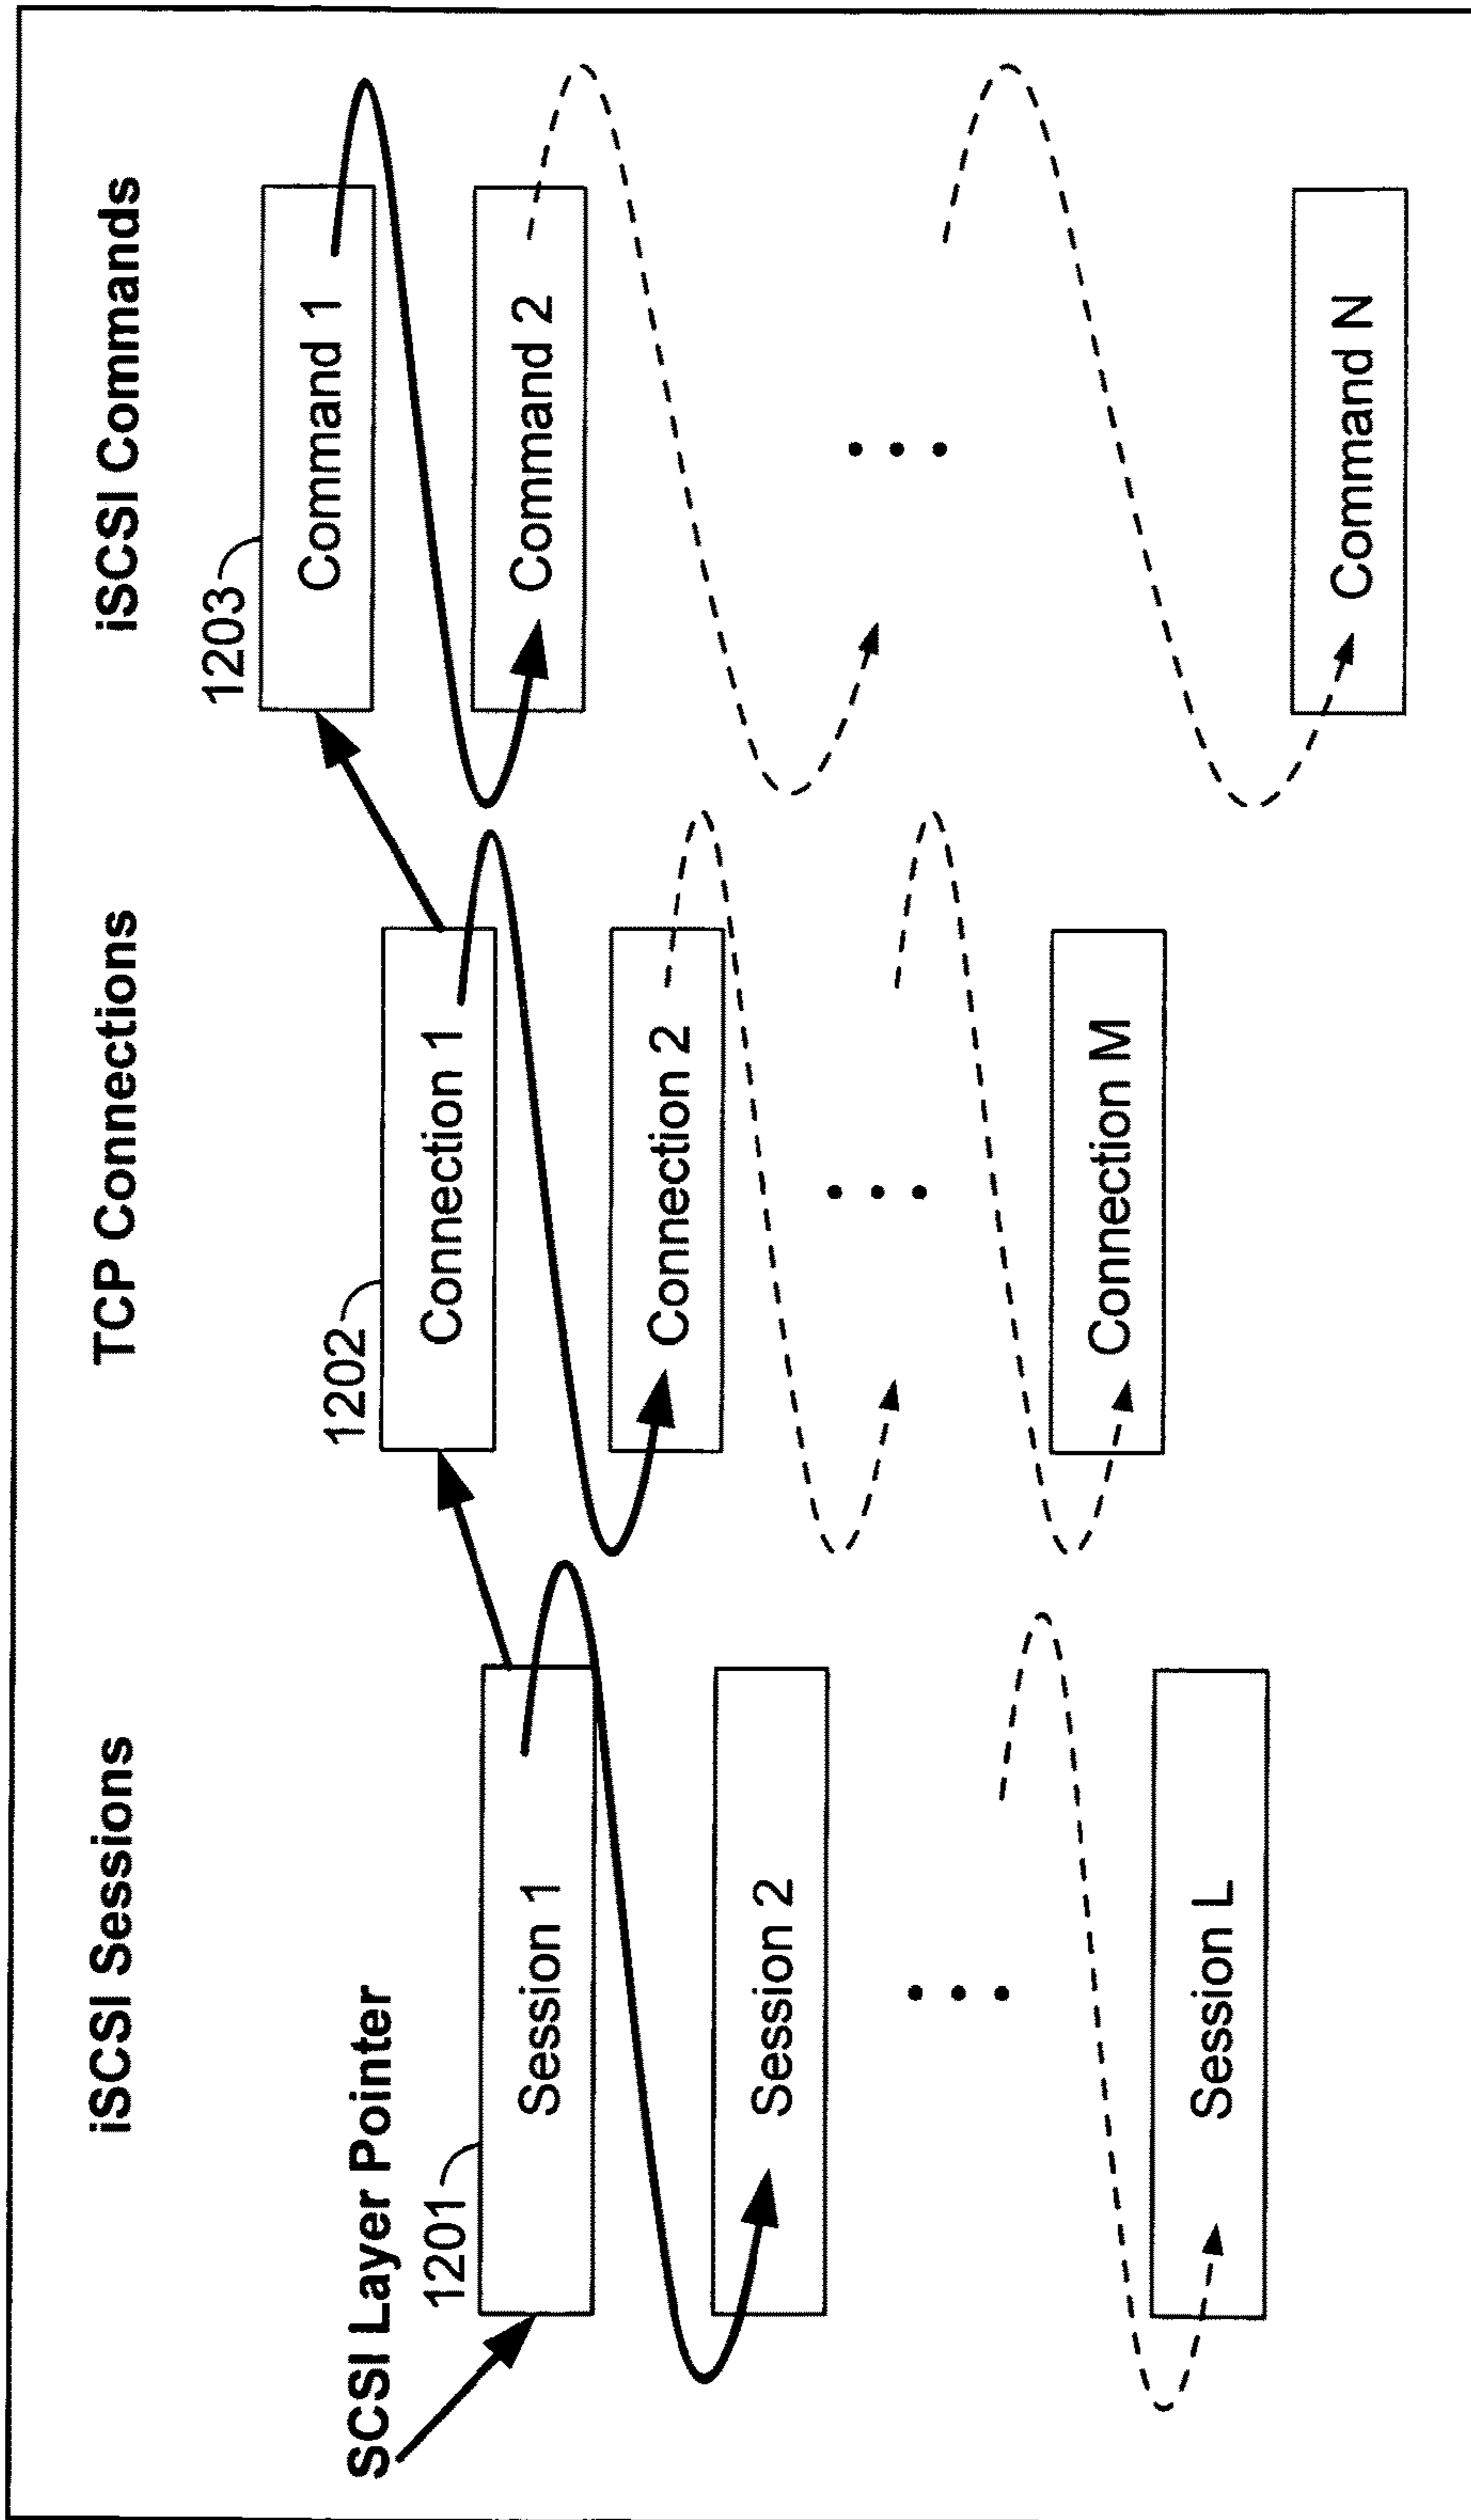 iSCSI Sessions
TCP Connections
iSCSI Commands
SCSI Layer Pointer
1201
Session 1
Session 2
Session L
1202
Connection 1
Connection 2
Connection M
1203
Command 1
Command 2
Command N